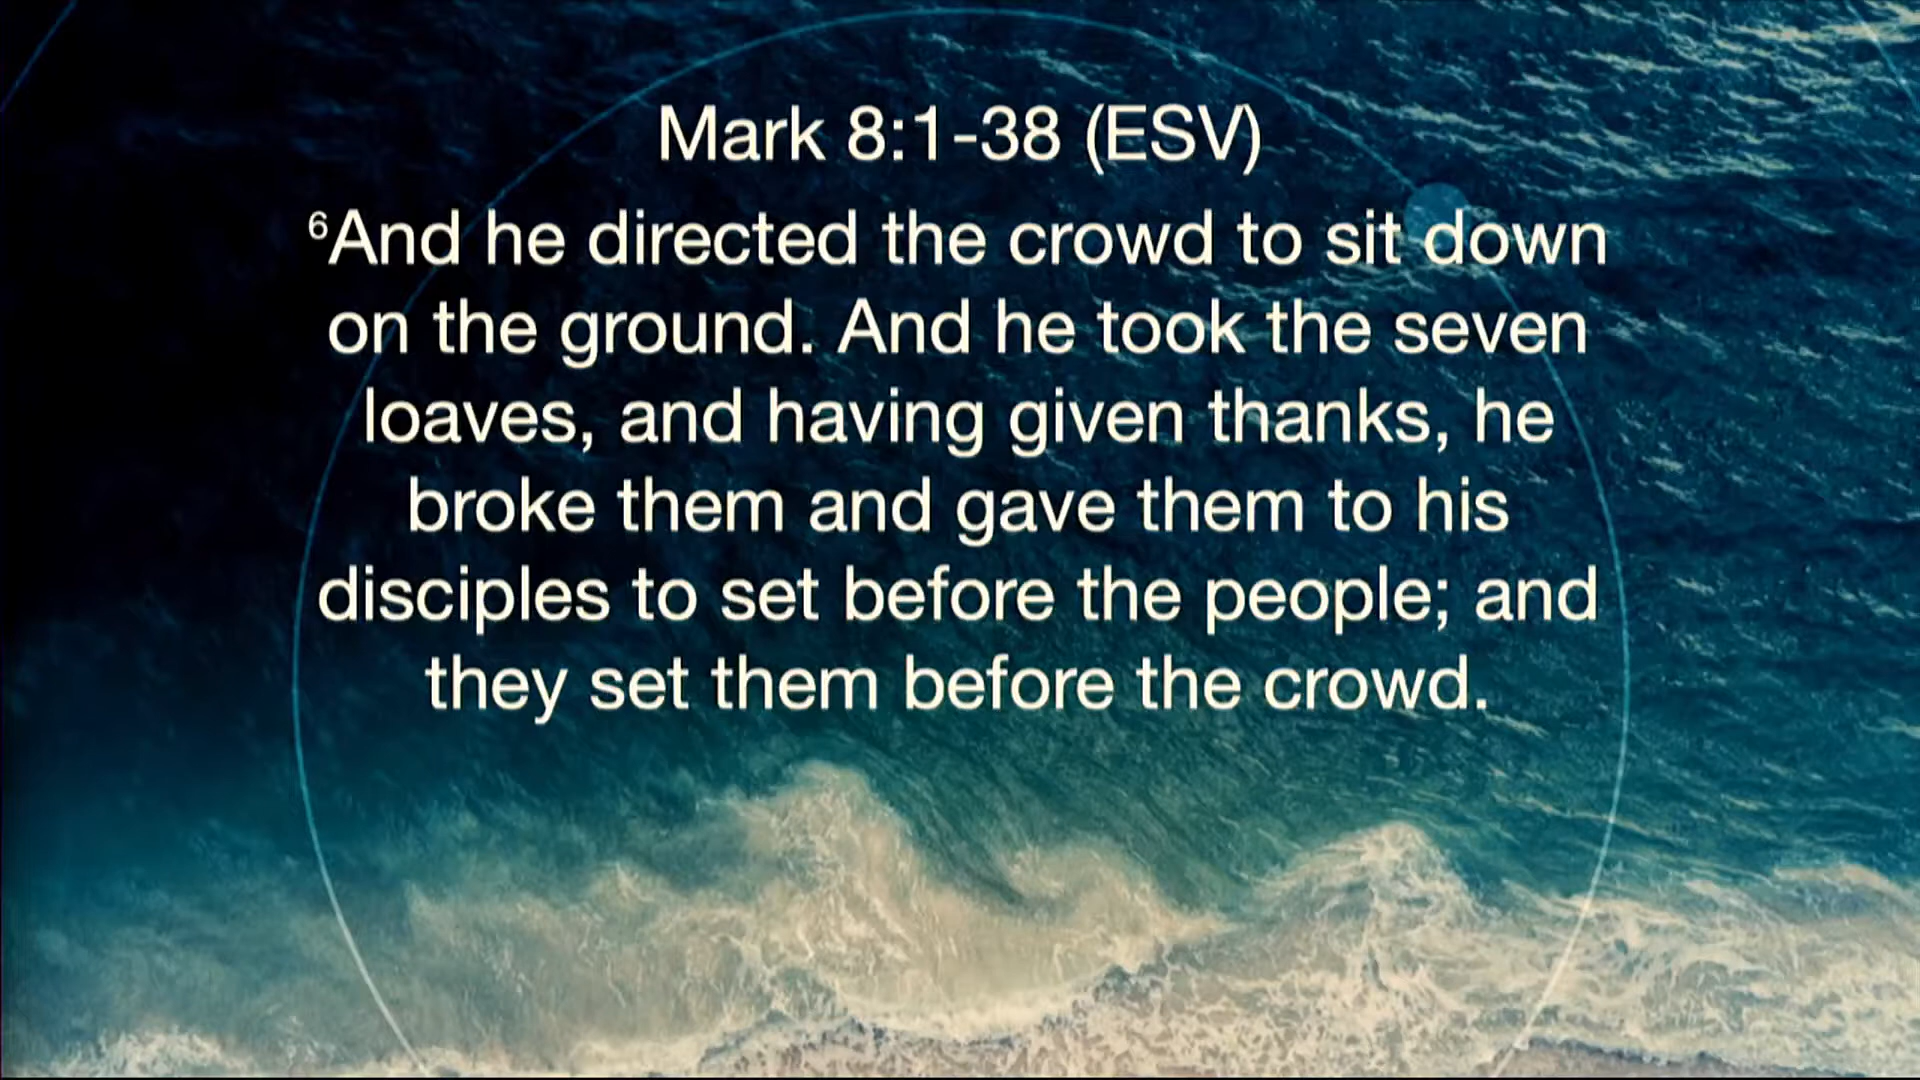 Mark 8:1-38 (ESV)
⁶And he directed the crowd to sit down
on the ground. And he took the seven
loaves, and having given thanks, he
broke them and gave them to his
disciples to set before the people; and
they set them before the crowd.